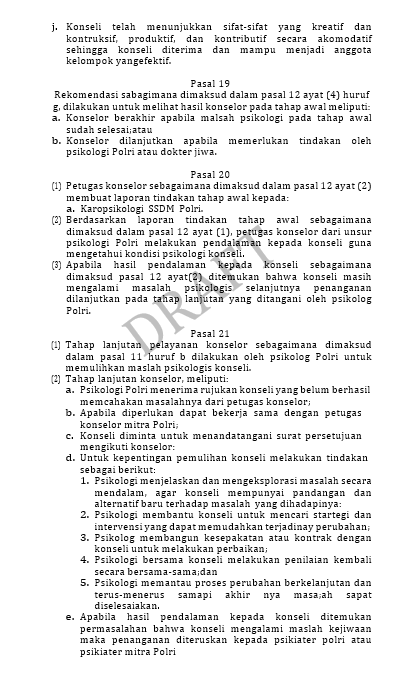 j. Konseli telah menunjukkan sifat-sifat yang kreatif dan
kontruksif, produktif, dan kontributif secara akomodatif
sehingga konseli diterima dan mampu menjadi anggota
kelompok yangefektif.
Pasal 19
Rekomendasi sabagimana dimaksud dalam pasal 12 ayat (4) huruf
g, dilakukan untuk melihat hasil konselor pada tahap awal meliputi:
a. Konselor berakhir apabila malsah psikologi pada tahap awal
sudah selesai;atau
b. Konselor dilanjutkan apabila memerlukan tindakan oleh
psikologi Polri atau dokter jiwa.
Pasal 20
(1) Petugas konselor sebagaimana dimaksud dalam pasal 12 ayat (2)
membuat laporan tindakan tahap awal kepada:
a. Karopsikologi SSDM Polri.
(2) Berdasarkan laporan tindakan tahap awal sebagaimana
dimaksud dalam pasal 12 ayat (1), petugas konselor dari unsur
psikologi Polri melakukan pendalaman kepada konseli guna
mengetahui kondisi psikologi konseli.
(3) Apabila hasil pendalaman kepada konseli sebagaimana
dimaksud pasal 12 ayat(2) ditemukan bahwa konseli masih
mengalami masalah psikologis selanjutnya penanganan
dilanjutkan pada tahap lanjutan yang ditangani oleh psikolog
Polri.
DRAFT
Pasal 21
(1) Tahap lanjutan pelayanan konselor sebagaimana dimaksud
dalam pasal 11 huruf b dilakukan oleh psikolog Polri untuk
memulihkan maslah psikologis konseli.
(2) Tahap lanjutan konselor, meliputi:
a. Psikologi Polri menerima rujukan konseli yang belum berhasil
memcahakan masalahnya dari petugas konselor;
b. Apabila diperlukan dapat bekerja sama dengan petugas
konselor mitra Polri;
c. Konseli diminta untuk menandatangani surat persetujuan
mengikuti konselor:
d. Untuk kepentingan pemulihan konseli melakukan tindakan
sebagai berikut:
1. Psikologi menjelaskan dan mengeksplorasi masalah secara
mendalam, agar konseli mempunyai pandangan dan
alternatif baru terhadap masalah yang dihadapinya:
2. Psikologi membantu konseli untuk mencari startegi dan
intervensi yang dapat memudahkan terjadinay perubahan;
3. Psikolog membangun kesepakatan atau kontrak dengan
konseli untuk melakukan perbaikan;
4. Psikologi bersama konseli melakukan penilaian kembali
secara bersama-sama;dan
5. Psikologi memantau proses perubahan berkelanjutan dan
terus-menerus samapi akhir nya masa;ah sapat
diselesaiakan.
e. Apabila hasil pendalaman kepada konseli ditemukan
permasalahan bahwa konseli mengalami maslah kejiwaan
maka penanganan diteruskan kepada psikiater polri atau
psikiater mitra Polri